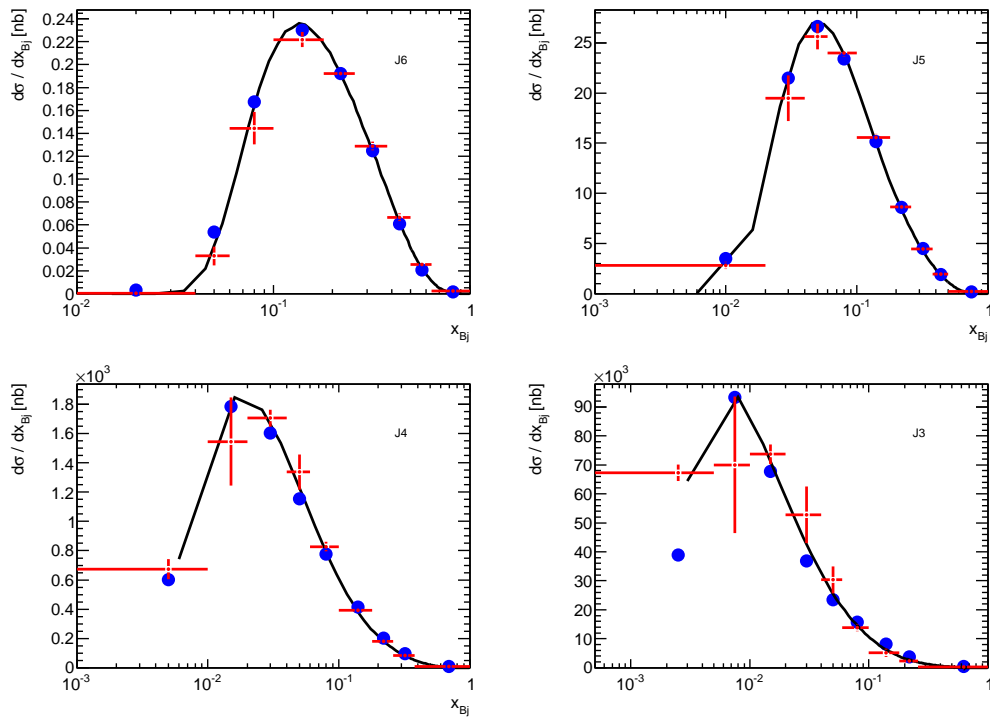 dσ / dx_Bj [nb]
0.24
0.22
0.2
0.18
0.16
0.14
0.12
0.1
0.08
0.06
0.04
0.02
0
J6
10^-2 10^-1 1
x_Bj
dσ / dx_Bj [nb]
25
20
15
10
5
0
J5
10^-3 10^-2 10^-1 1
x_Bj
×10^3
dσ / dx_Bj [nb]
1.8
1.6
1.4
1.2
1
0.8
0.6
0.4
0.2
0
J4
10^-3 10^-2 10^-1 1
x_Bj
×10^3
dσ / dx_Bj [nb]
90
80
70
60
50
40
30
20
10
0
J3
10^-3 10^-2 10^-1 1
x_Bj